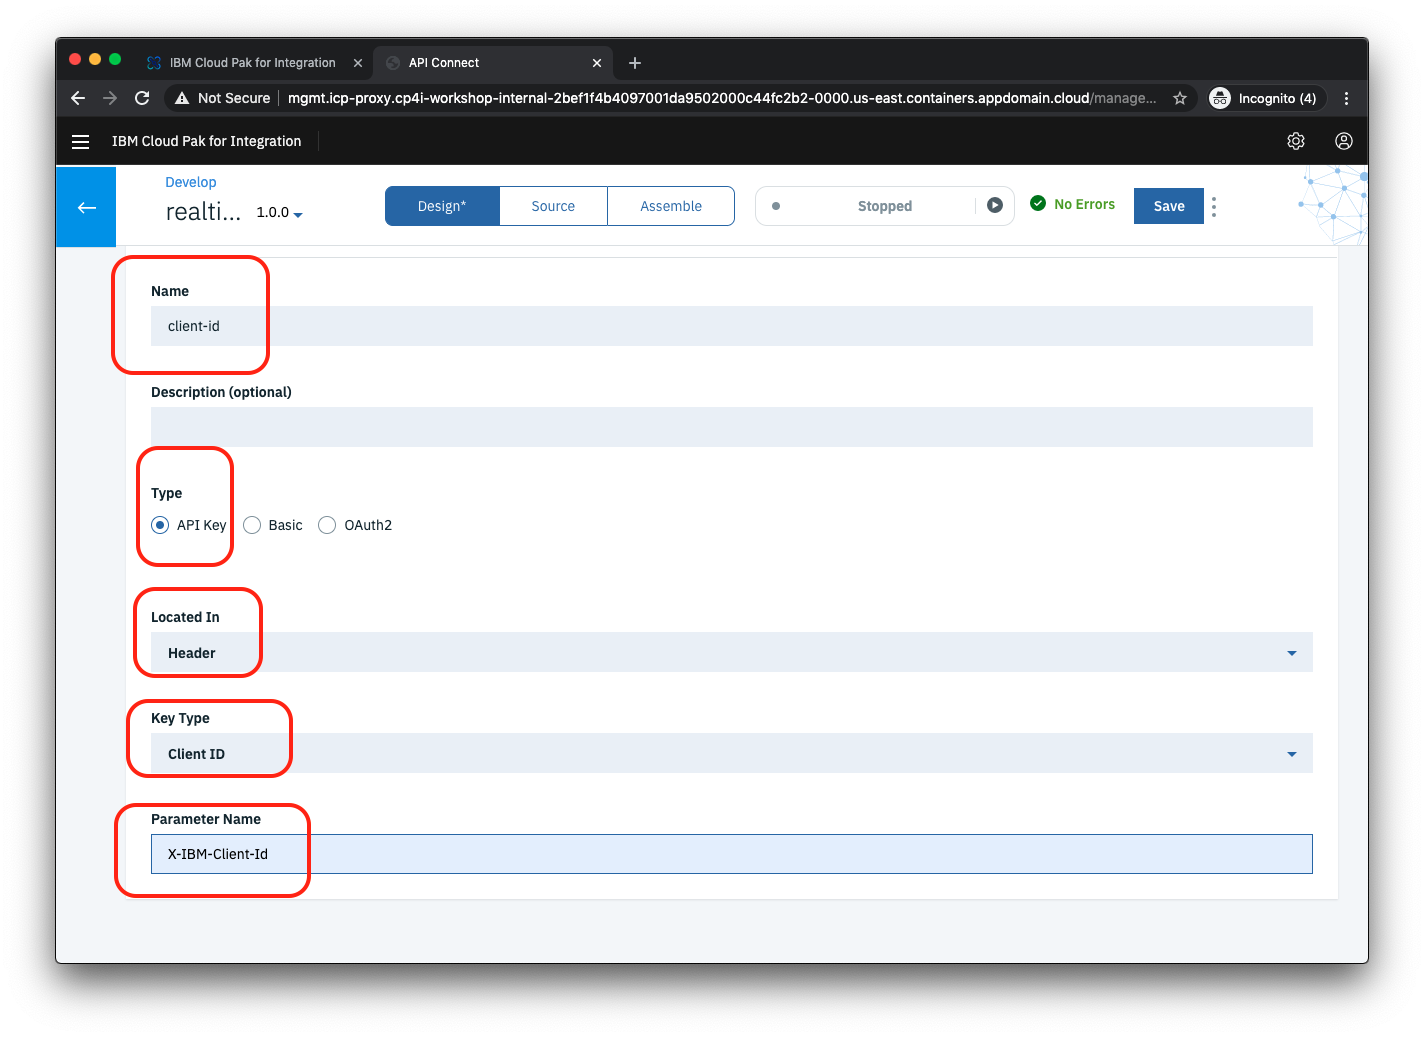 IBM Cloud Pak for Integration
API Connect
Not Secure
mgmt.icp-proxy.cp4i-workshop-internal-2bef1f4b4097001da9502000c44fc2b2-0000.us-east.containers.appdomain.cloud/manage...
Incognito (4)
IBM Cloud Pak for Integration
Develop
realti... 1.0.0
Design*
Source
Assemble
Stopped
No Errors
Save
Name
client-id
Description (optional)
Type
API Key Basic OAuth2
Located In
Header
Key Type
Client ID
Parameter Name
X-IBM-Client-Id